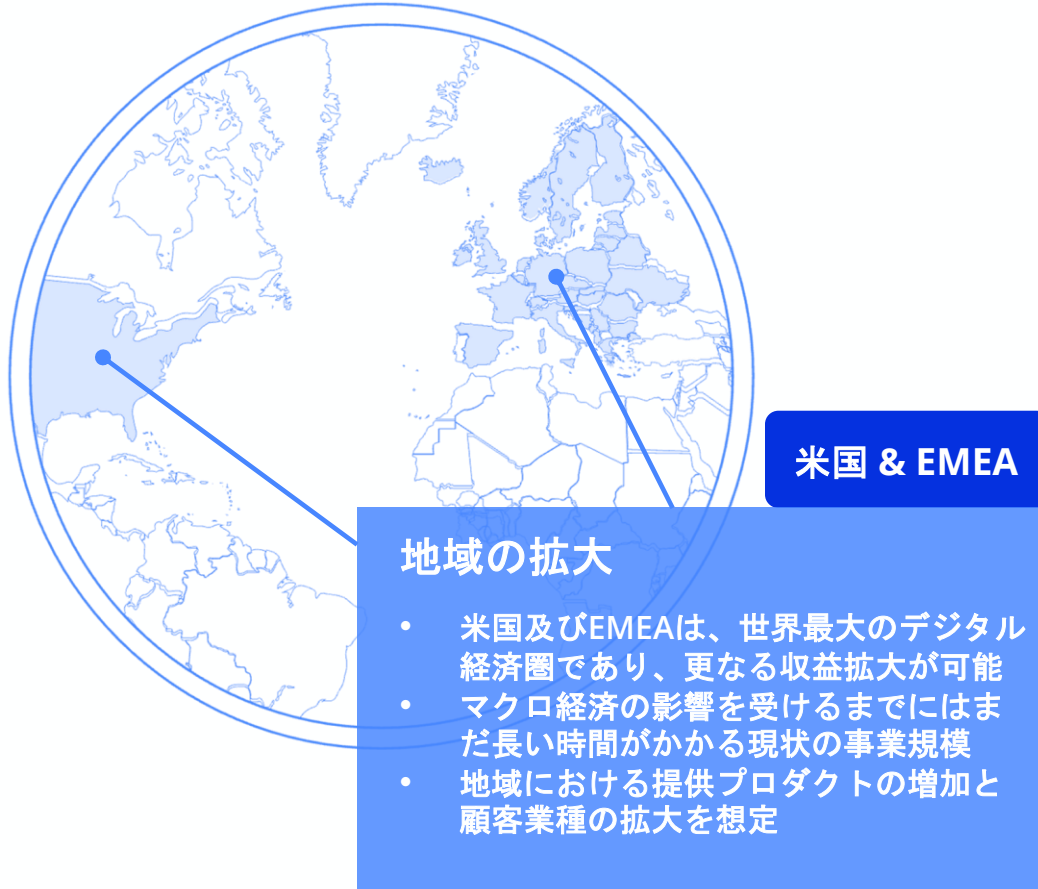 米国 & EMEA
地域の拡大
• 米国及びEMEAは、世界最大のデジタル
経済圏であり、更なる収益拡大が可能
• マクロ経済の影響を受けるまでにはま
だ長い時間がかかる現状の事業規模
• 地域における提供プロダクトの増加と
顧客業種の拡大を想定